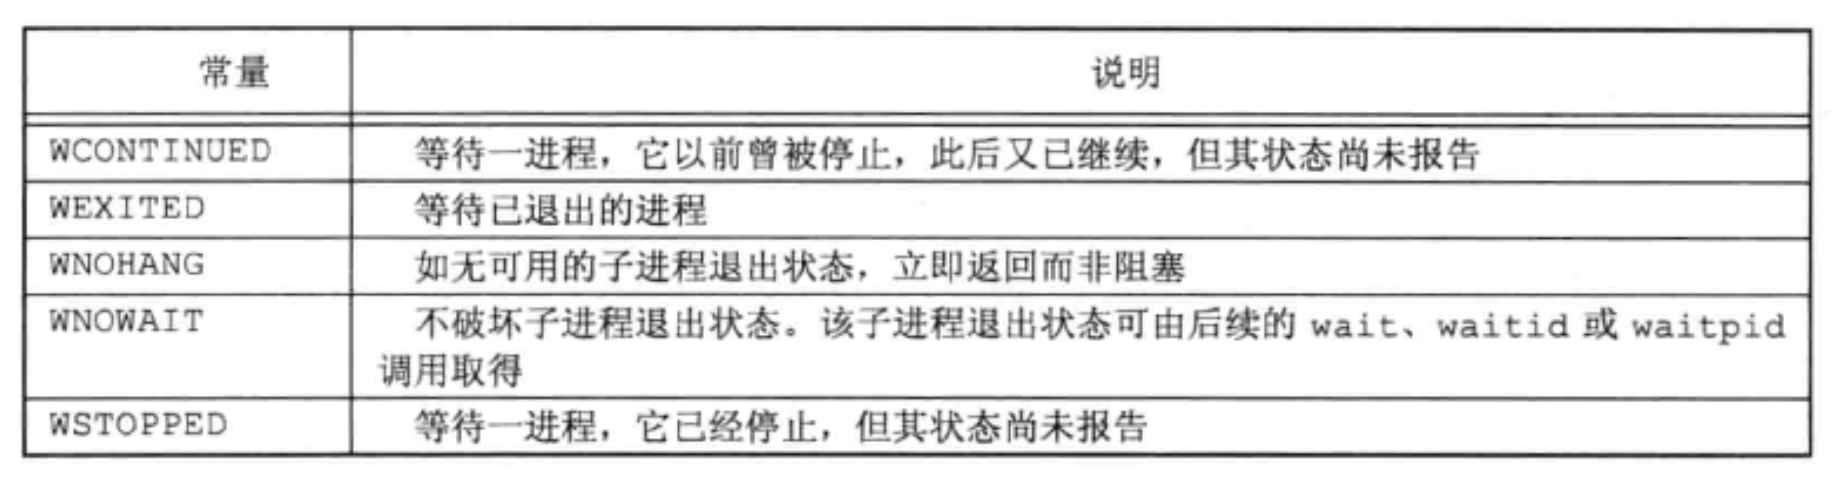 常量 说明
WCONTINUED 等待一进程，它以前曾被停止，此后又已继续，但其状态尚未报告
WEXITED 等待已退出的进程
WNOHANG 如无可用的子进程退出状态，立即返回而非阻塞
WNOWAIT 不破坏子进程退出状态。该子进程退出状态可由后续的 wait、waitid 或 waitpid
调用取得
WSTOPPED 等待一进程，它已经停止，但其状态尚未报告